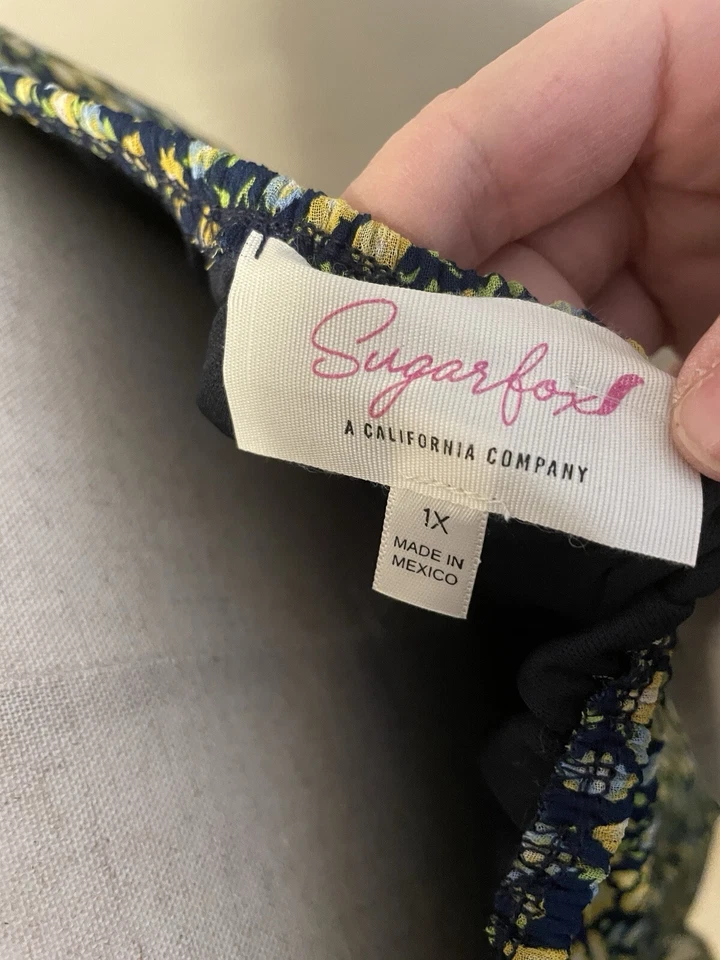 Sugarfox
A CALIFORNIA COMPANY
1X
MADE IN
MEXICO